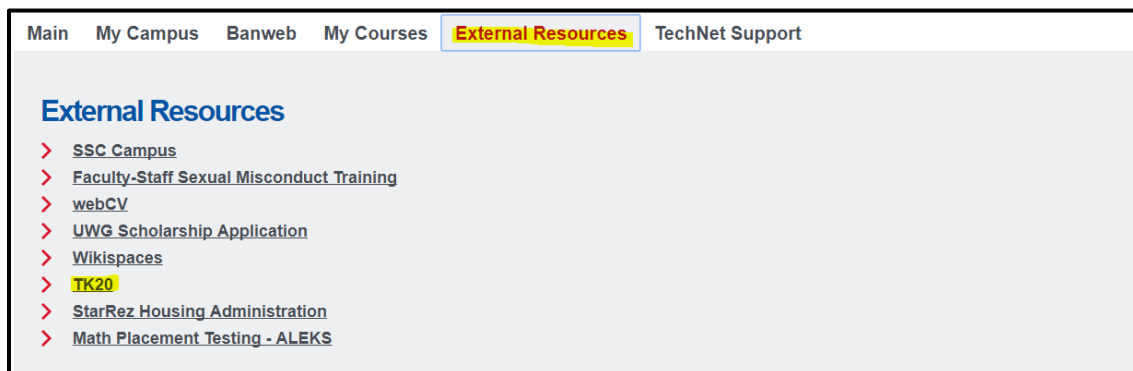 Main My Campus Banweb My Courses External Resources TechNet Support
External Resources
SSC Campus
Faculty-Staff Sexual Misconduct Training
webCV
UWG Scholarship Application
Wikispaces
TK20
StarRez Housing Administration
Math Placement Testing - ALEKS